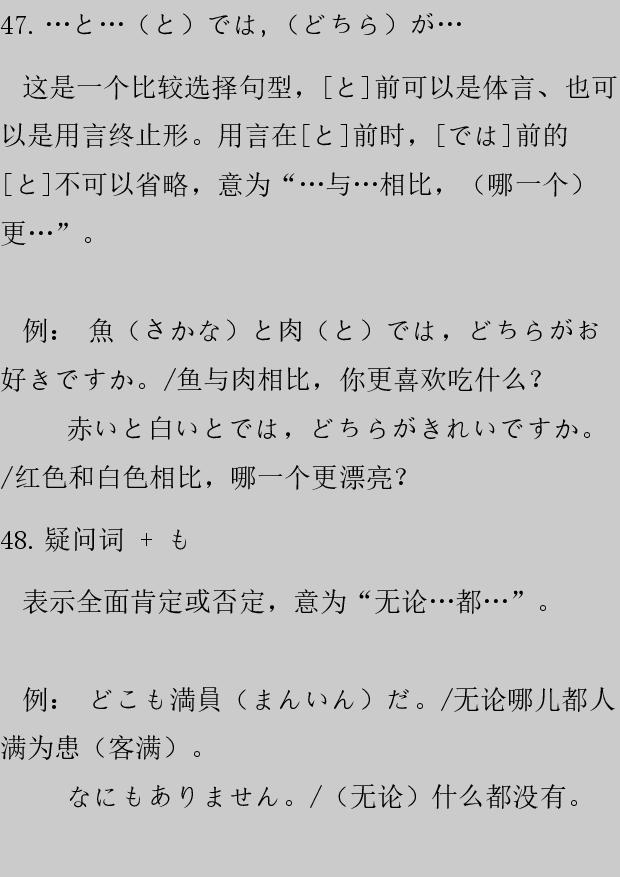 47. …と…（と）では,（どちら）が…
这是一个比较选择句型，[と]前可以是体言、也可
以是用言终止形。用言在[と]前时，[では]前的
[と]不可以省略，意为“…与…相比，（哪一个）
更…”。
例： 魚（さかな）と肉（と）では，どちらがお
好きですか。/鱼与肉相比，你更喜欢吃什么？
赤いと白いとでは，どちらがきれいですか。
/红色和白色相比，哪一个更漂亮？
48. 疑问词 + も
表示全面肯定或否定，意为“无论…都…”。
例： どこも満員（まんいん）だ。/无论哪儿都人
满为患（客满）。
なにもありません。/（无论）什么都没有。